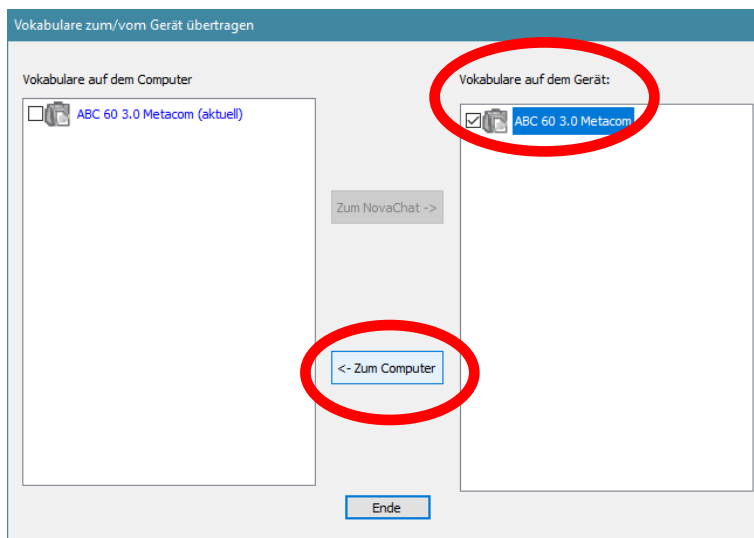 Vokabulare zum/vom Gerät übertragen
Vokabulare auf dem Computer
ABC 60 3.0 Metacom (aktuell)
Vokabulare auf dem Gerät:
ABC 60 3.0 Metacom
Zum NovaChat ->
<- Zum Computer
Ende